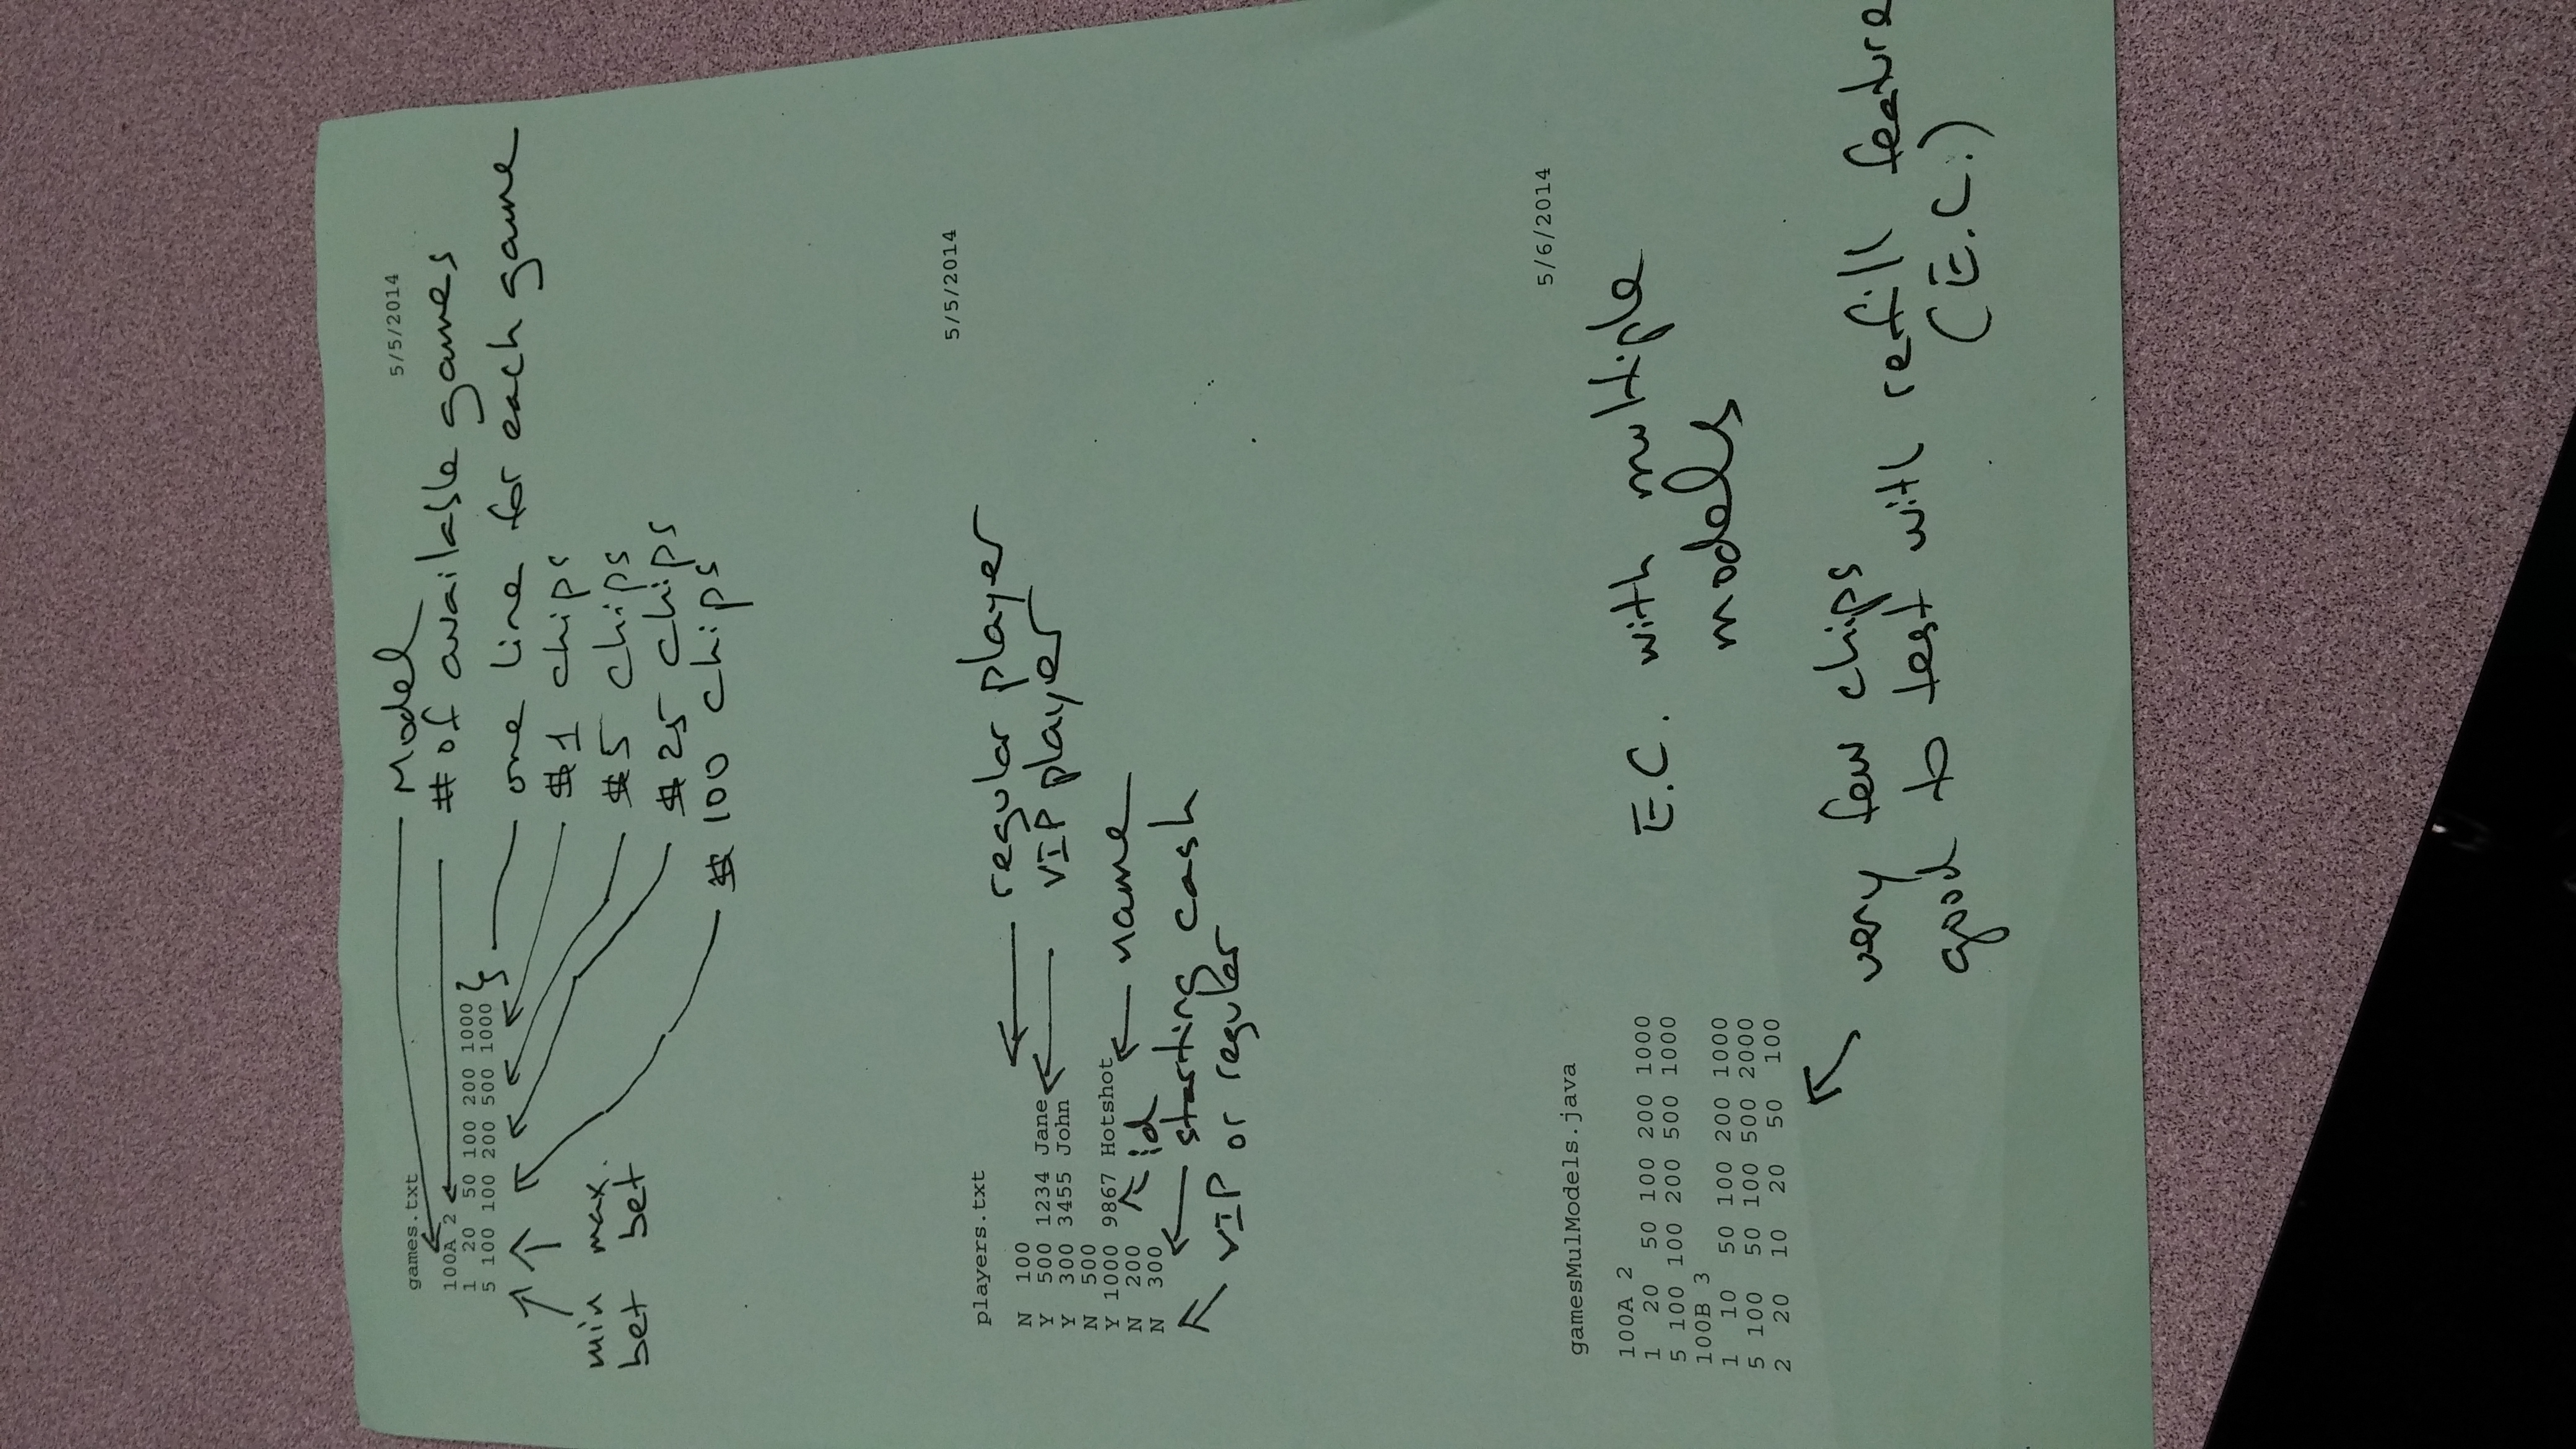 games.txt
Model
5/5/2014
100A 2
# of available games
1 20 50 100 200 1000
5 100 100 200 500 1000
one line for each game
min max.
bet bet
$1 chips
$5 chips
$25 chips
$100 chips
players.txt
5/5/2014
regular player
N 100
Y 500 1234 Jane
VIP player
Y 300 3455 John
N 500
Y 1000 9867 Hotshot
name
N 200
id
N 300
starting cash
VIP or regular
gamesMulModels.java
5/6/2014
100A 2
1 20 50 100 200 1000
5 100 100 200 500 1000
100B 3
1 10 50 100 200 1000
5 100 50 100 500 2000
2 20 10 20 50 100
E.C. with multiple
models
very few chips
good to test with refill feature
(E.C.)